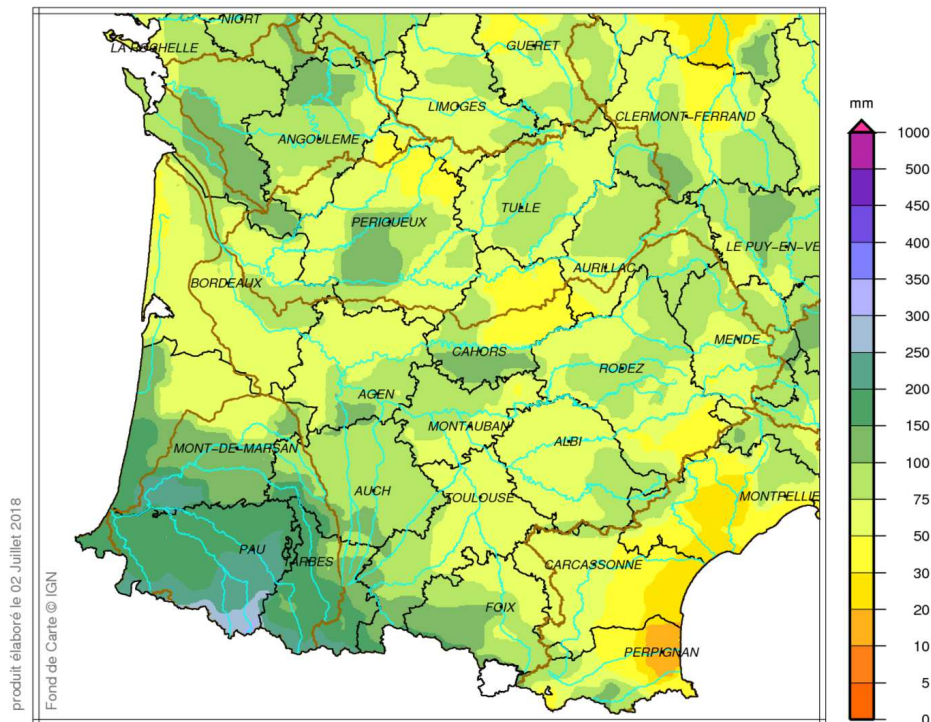 NIORT
LA ROCHELLE
GUERET
LIMOGES
CLERMONT-FERRAND
ANGOULEME
PERIGUEUX
TULLE
LE PUY-EN-VE
AURILLAC
BORDEAUX
CAHORS
MENDE
RODEZ
AGEN
MONTAUBAN
ALBI
MONT-DE-MARSAN
AUCH
TOULOUSE
MONTPELLIE
PAU
TARBES
CARCASSONNE
FOIX
PERPIGNAN
mm
1000
500
450
400
350
300
250
200
150
100
75
50
30
20
10
5
0
produit élaboré le 02 Juillet 2018
Fond de Carte © IGN